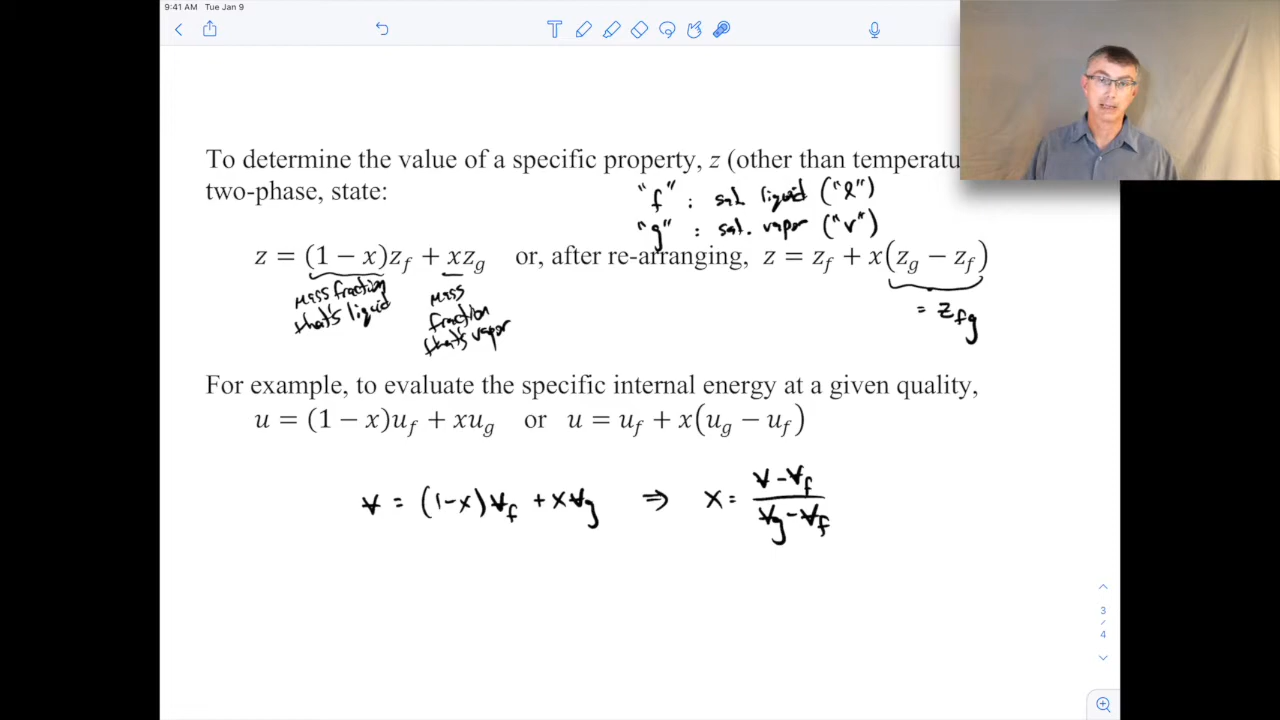 9:41 AM Tue Jan 9
To determine the value of a specific property, z (other than temperatu
two-phase, state:
"f" : sat. liquid ("l")
"g" : sat. vapor ("v")
z = (1 − x)z_f + xz_g or, after re-arranging, z = z_f + x(z_g − z_f)
mass fraction that's liquid
mass fraction that's vapor
= z_fg
For example, to evaluate the specific internal energy at a given quality,
u = (1 − x)u_f + xu_g or u = u_f + x(u_g − u_f)
v = (1-x)v_f + xv_g ⇒ x = (v - v_f)/(v_g - v_f)
3
/
4